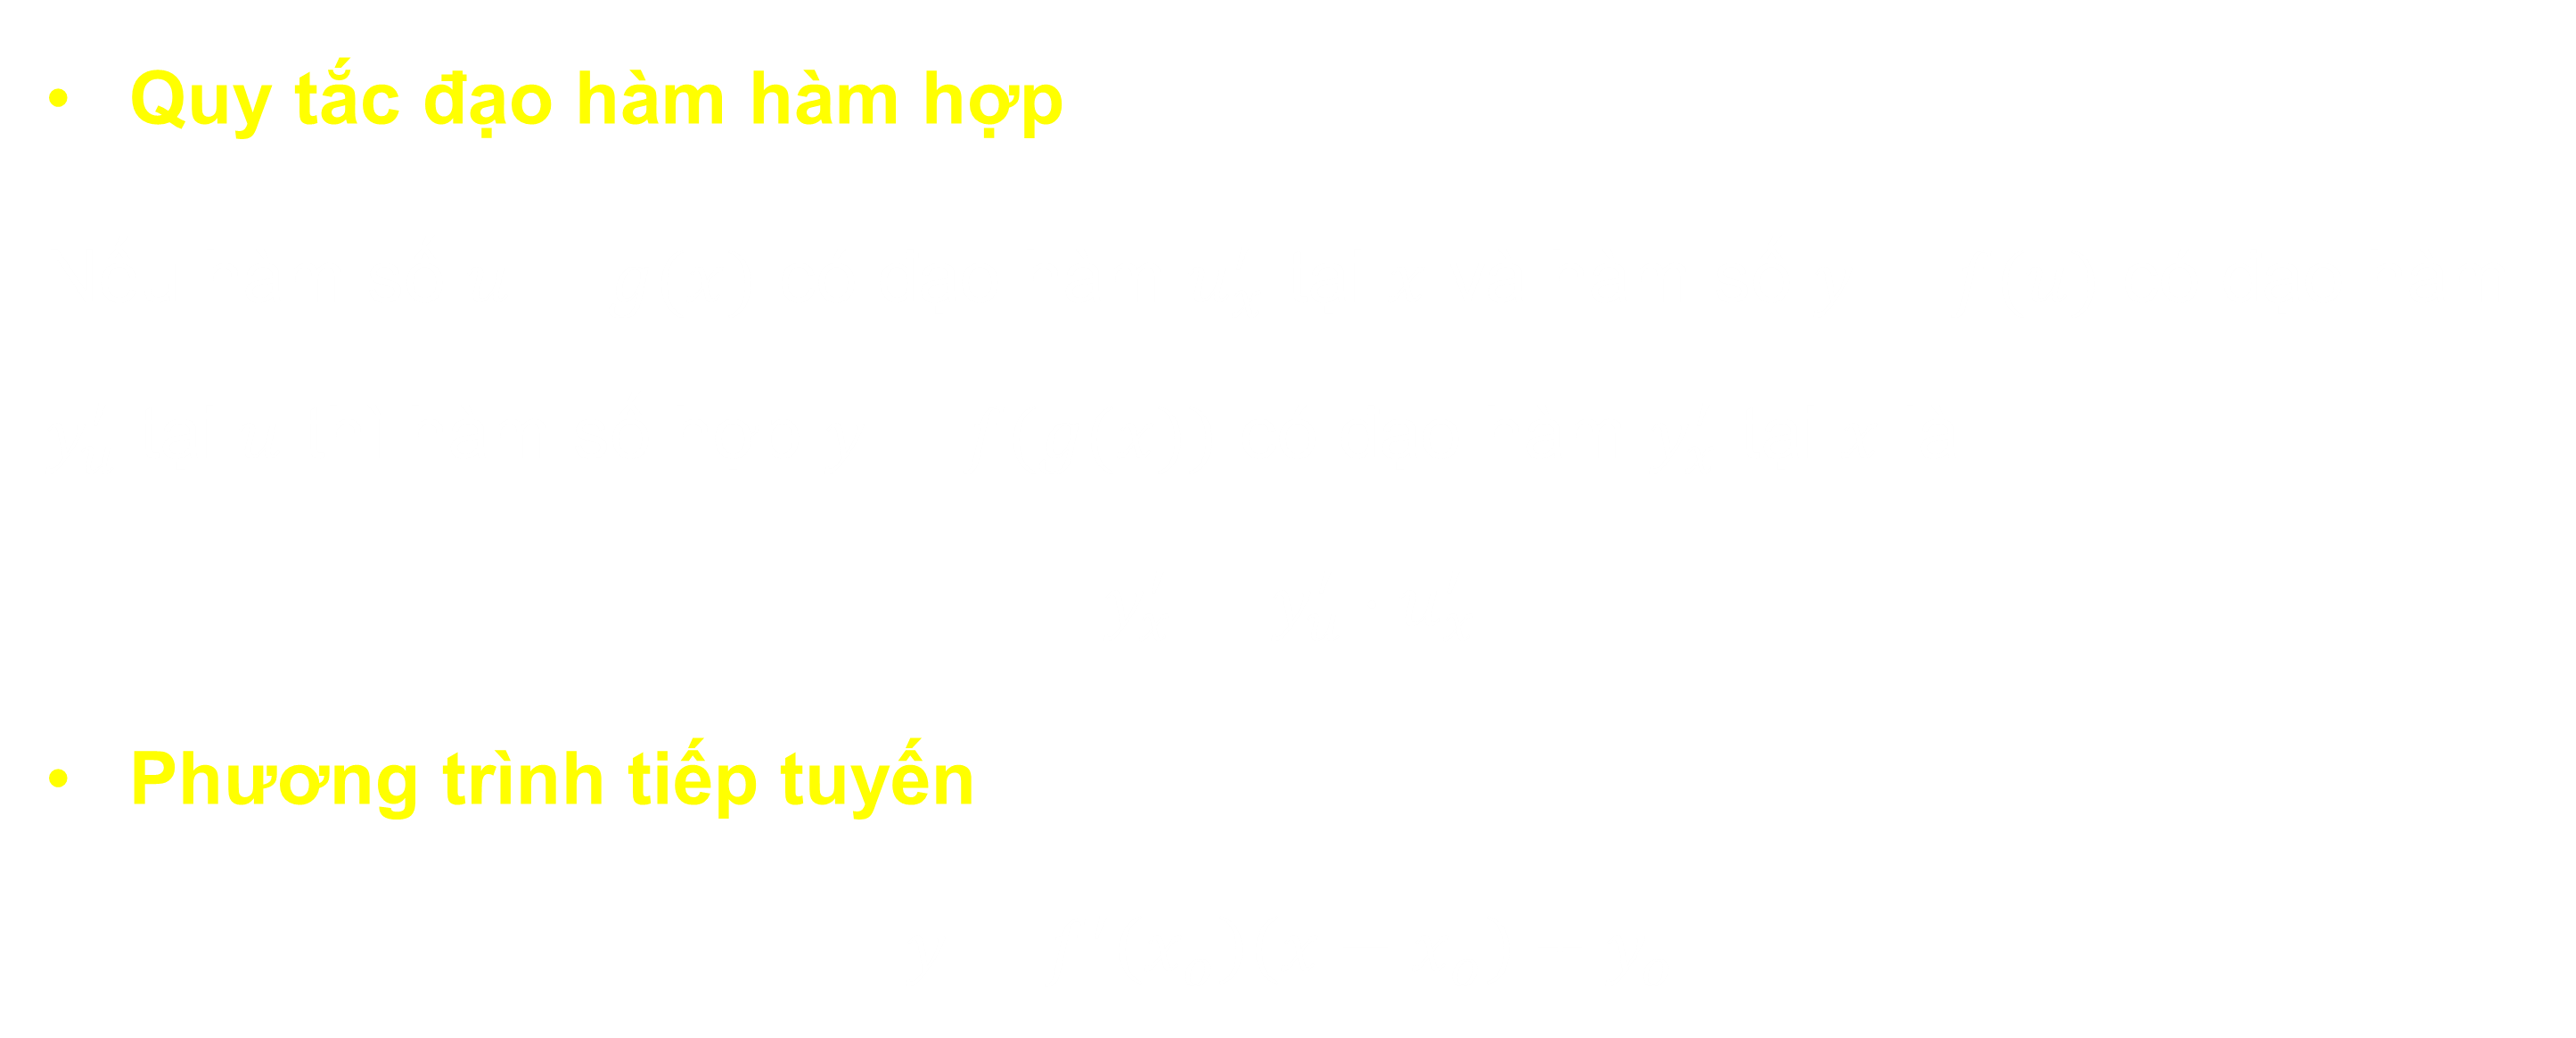 • Quy tắc đạo hàm hàm hợp
• Phương trình tiếp tuyến